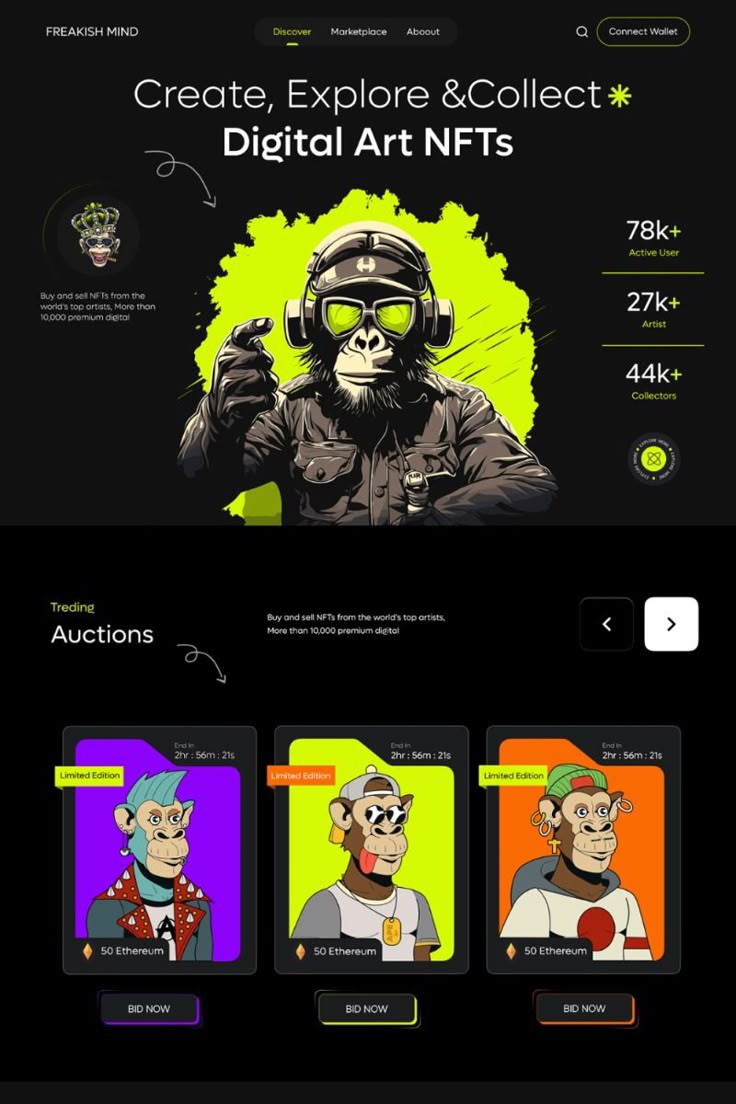 FREAKISH MIND
Discover
Marketplace
Aboout
Connect Wallet
Create, Explore &Collect
Digital Art NFTs
Buy and sell NFTs from the
world's top artists, More than
10,000 premium digital
78k+
Active User
27k+
Artist
44k+
Collectors
Treding
Auctions
Buy and sell NFTs from the world's top artists,
More than 10,000 premium digital
End In
2hr : 56m : 21s
Limited Edition
50 Ethereum
BID NOW
End In
2hr : 56m : 21s
Limited Edition
50 Ethereum
BID NOW
End In
2hr : 56m : 21s
Limited Edition
50 Ethereum
BID NOW